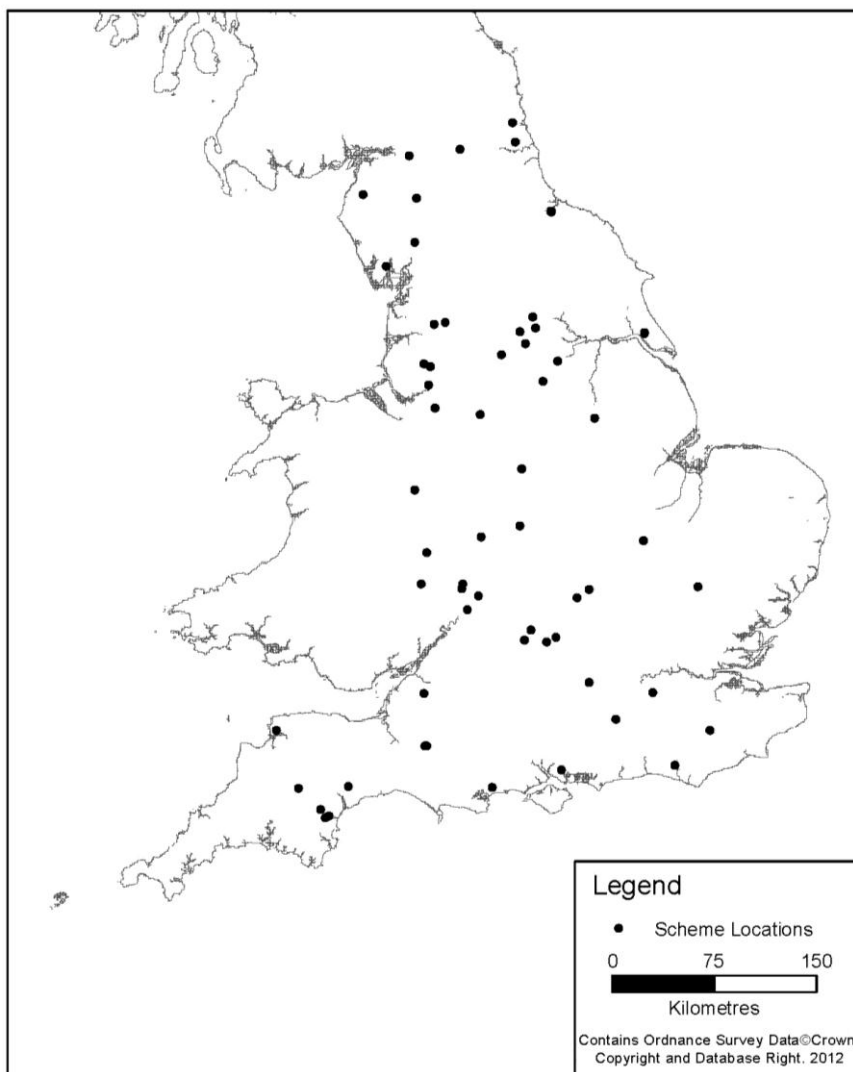 Legend
Scheme Locations
0 75 150
Kilometres
Contains Ordnance Survey Data©Crown
Copyright and Database Right. 2012